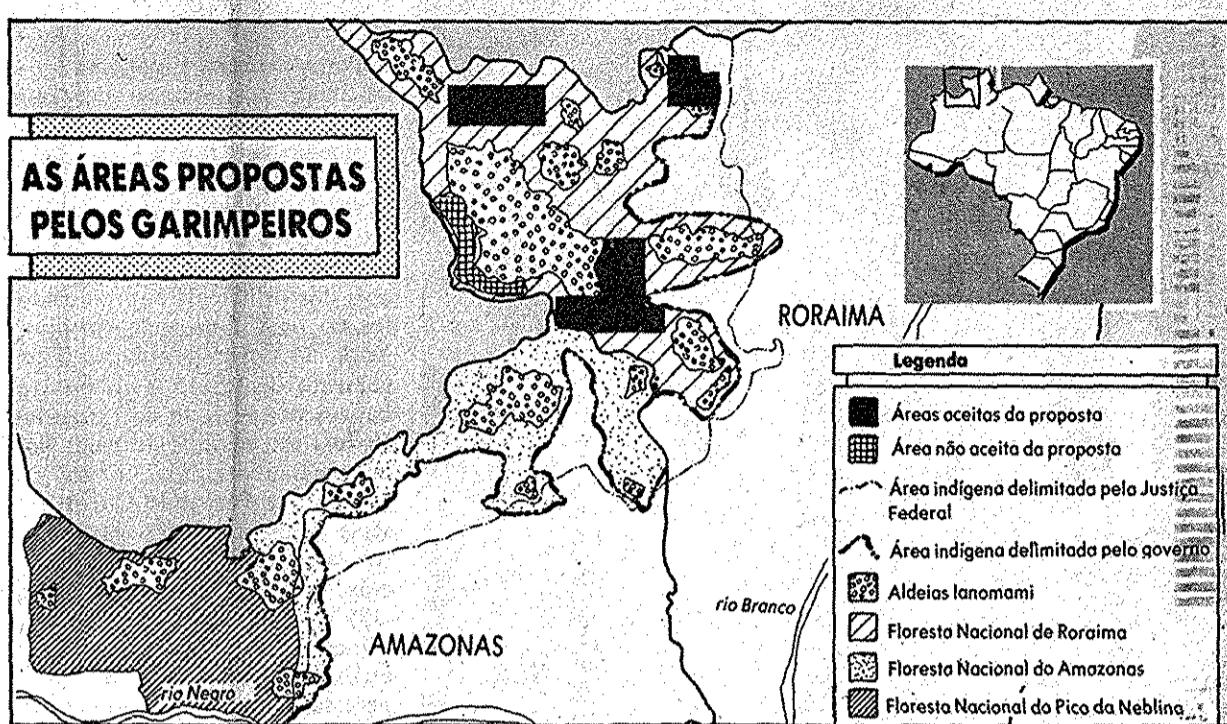 AS ÁREAS PROPOSTAS
PELOS GARIMPEIROS
RORAIMA
AMAZONAS
rio Branco
rio Negro
Legenda
Áreas aceitas da proposta
Área não aceita da proposta
Área indígena delimitada pela Justiça
Federal
Área indígena delimitada pelo governo
Aldeias Ianomami
Floresta Nacional de Roraima
Floresta Nacional do Amazonas
Floresta Nacional do Pico da Neblina